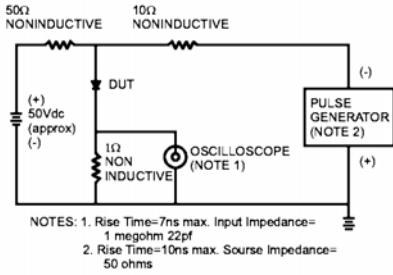 50Ω
NONINDUCTIVE
10Ω
NONINDUCTIVE
(+)
50Vdc
(approx)
(-)
DUT
1Ω
NON
INDUCTIVE
OSCILLOSCOPE
(NOTE 1)
(-)
PULSE
GENERATOR
(NOTE 2)
(+)
NOTES: 1. Rise Time=7ns max. Input Impedance=
1 megohm 22pf
2. Rise Time=10ns max. Sourse Impedance=
50 ohms